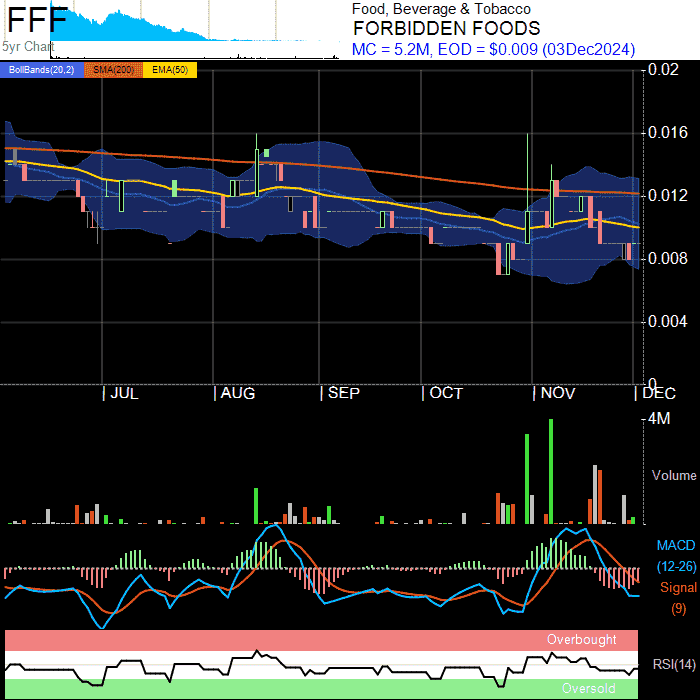 FFF
5yr Chart
Food, Beverage & Tobacco
FORBIDDEN FOODS
MC = 5.2M, EOD = $0.009 (03Dec2024)
BollBands(20,2) SMA(200) EMA(50)
0.02
0.016
0.012
0.008
0.004
0
JUL AUG SEP OCT NOV DEC
4M
Volume
MACD
(12-26)
Signal
(9)
Overbought
RSI(14)
Oversold